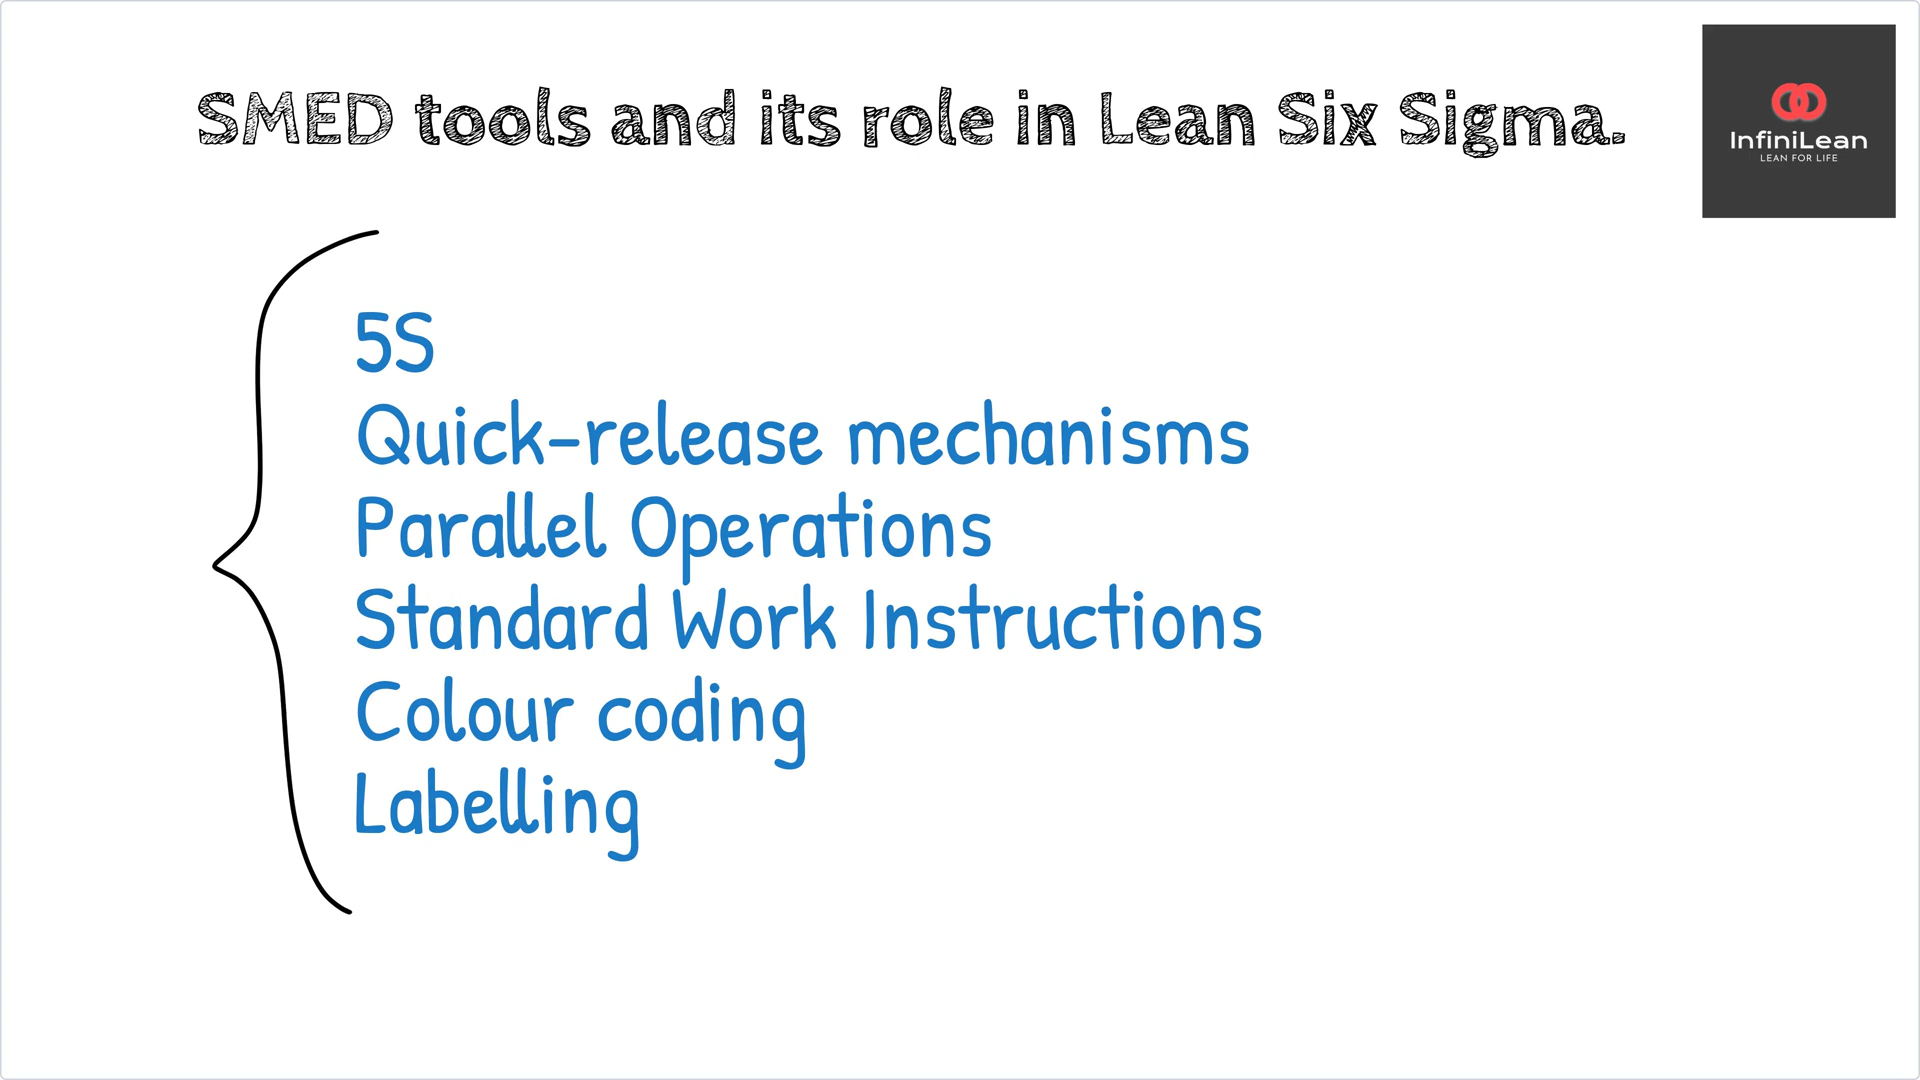 SMED tools and its role in Lean Six Sigma.
InfiniLean
LEAN FOR LIFE
5S
Quick-release mechanisms
Parallel Operations
Standard Work Instructions
Colour coding
Labelling